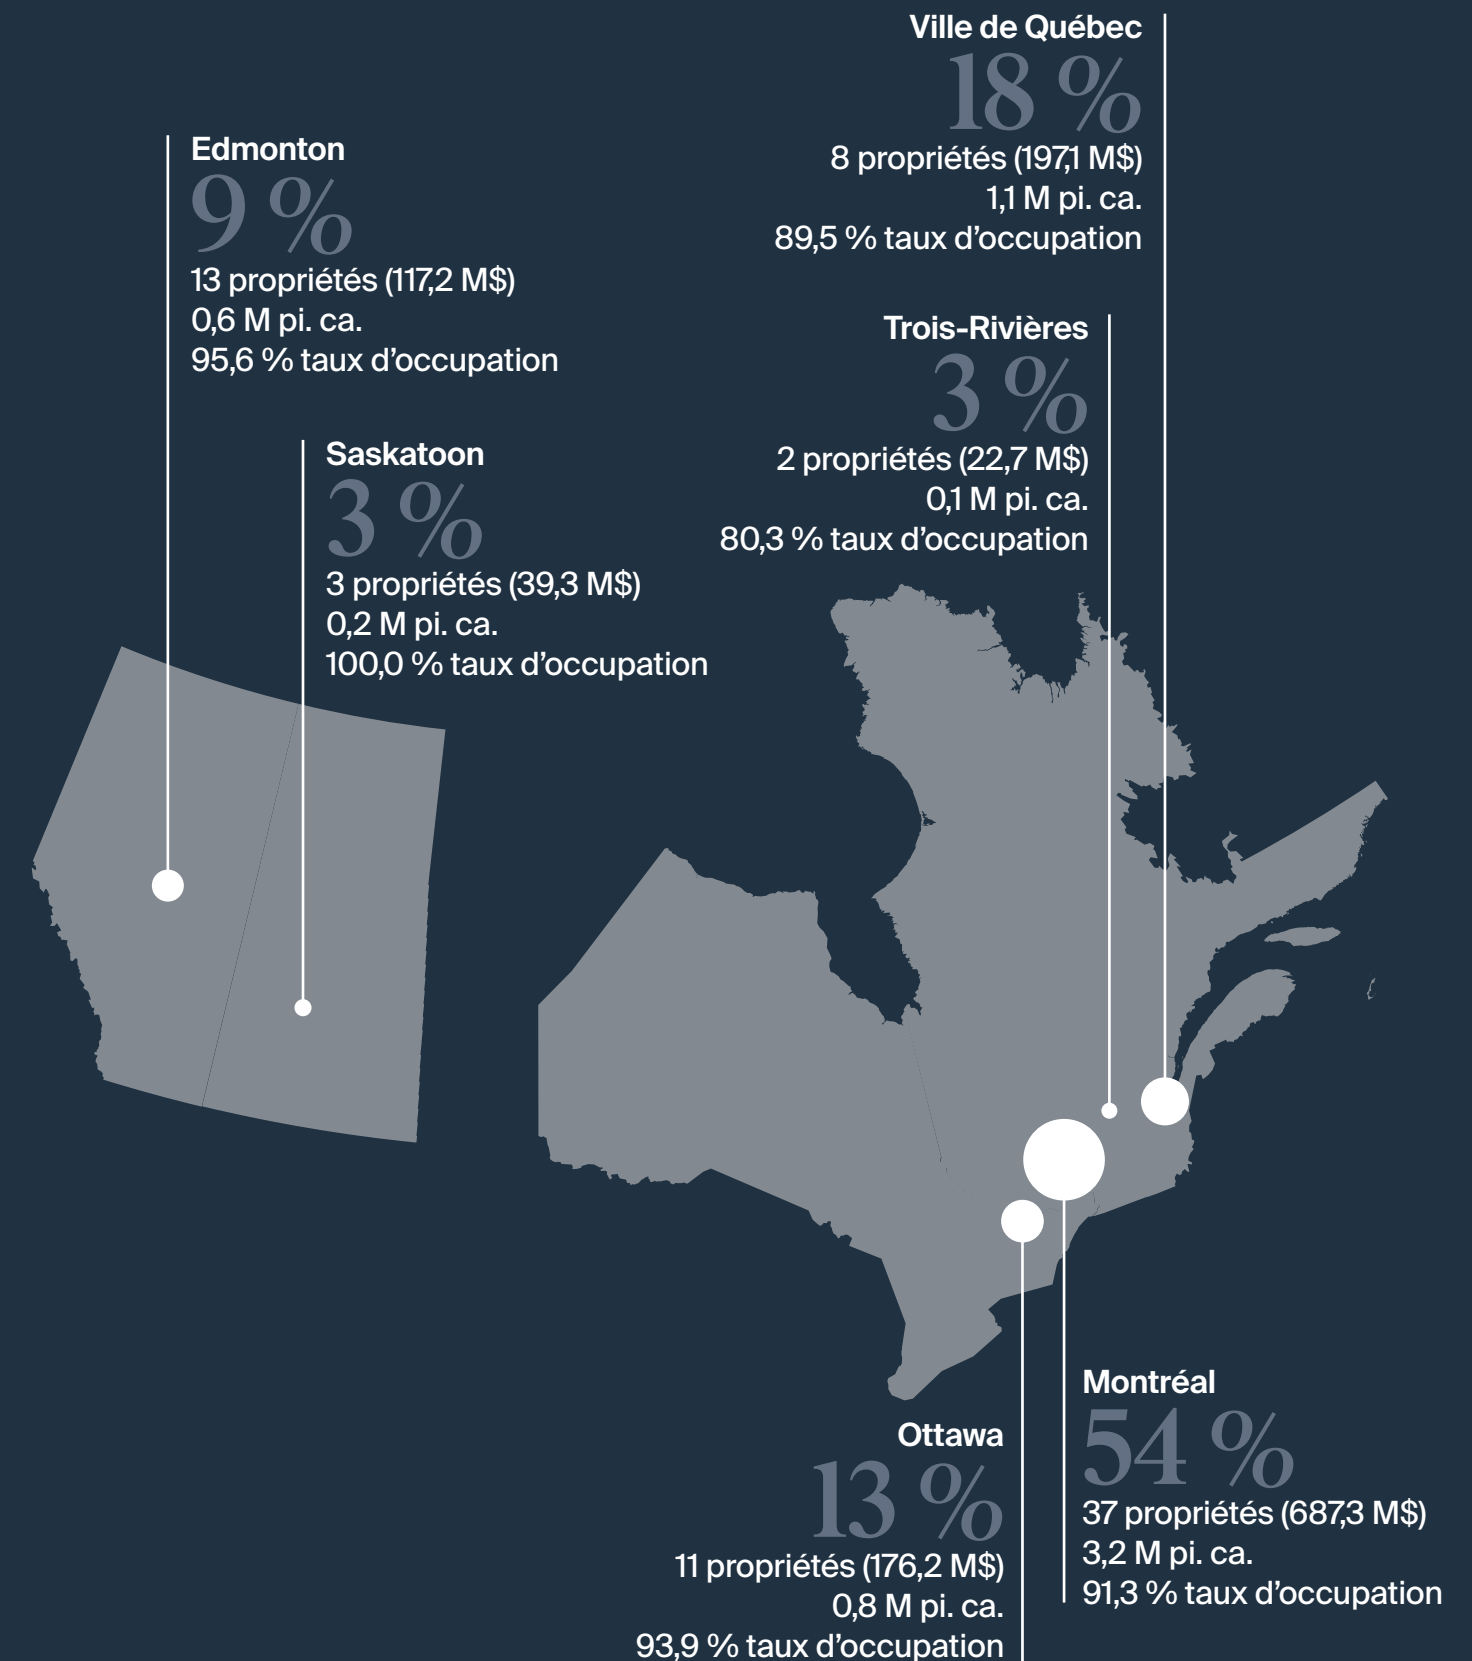 Ville de Québec
18 %
8 propriétés (197,1 M$)
1,1 M pi. ca.
89,5 % taux d’occupation
Edmonton
9 %
13 propriétés (117,2 M$)
0,6 M pi. ca.
95,6 % taux d’occupation
Trois-Rivières
3 %
2 propriétés (22,7 M$)
0,1 M pi. ca.
80,3 % taux d’occupation
Saskatoon
3 %
3 propriétés (39,3 M$)
0,2 M pi. ca.
100,0 % taux d’occupation
Montréal
54 %
37 propriétés (687,3 M$)
3,2 M pi. ca.
91,3 % taux d’occupation
Ottawa
13 %
11 propriétés (176,2 M$)
0,8 M pi. ca.
93,9 % taux d’occupation